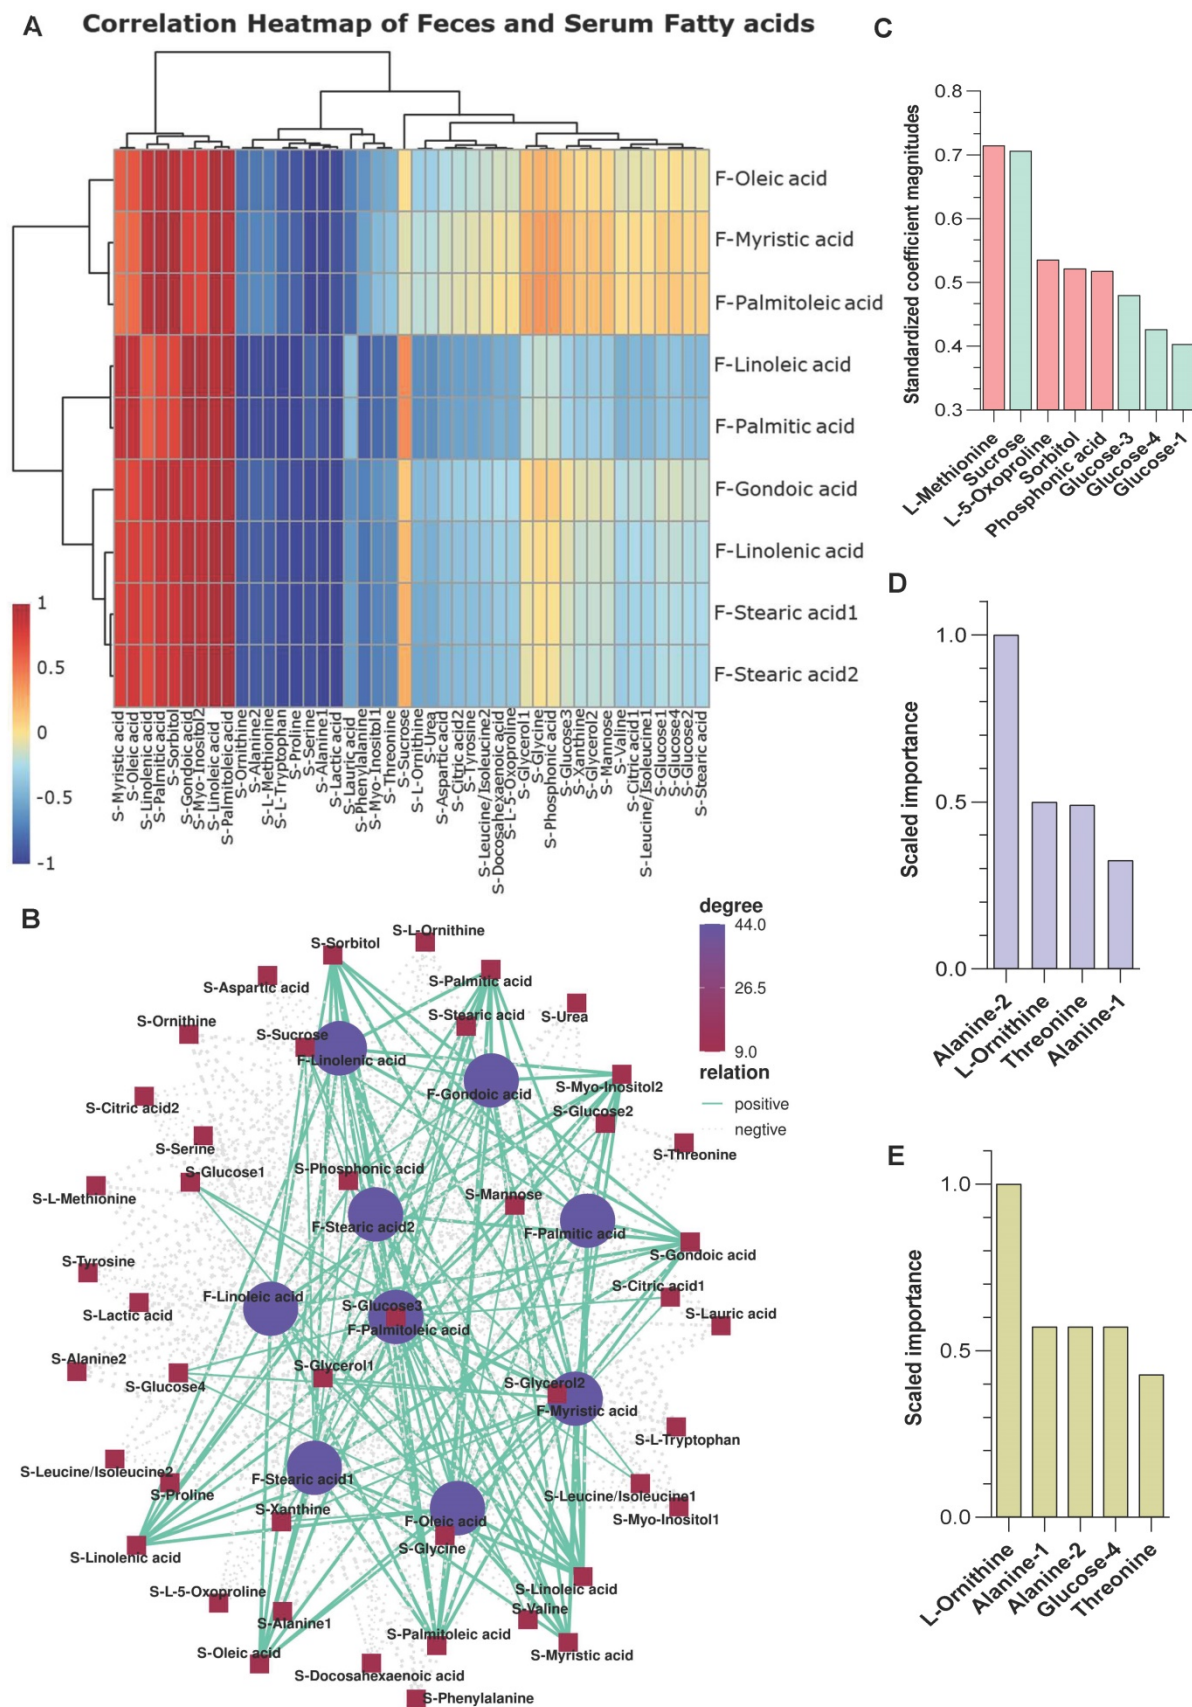 A
Correlation Heatmap of Feces and Serum Fatty acids
F-Oleic acid
F-Myristic acid
F-Palmitoleic acid
F-Linoleic acid
F-Palmitic acid
F-Gondoic acid
F-Linolenic acid
F-Stearic acid1
F-Stearic acid2
1
0.5
0
-0.5
-1
S-Myristic acid
S-Oleic acid
S-Linolenic acid
S-Palmitic acid
S-Sorbitol
S-Gondoic acid
S-Myo-Inositol2
S-Linoleic acid
S-Palmitoleic acid
S-Ornithine
S-Alanine2
S-L-Methionine
S-L-Tryptophan
S-Proline
S-Serine
S-Alanine1
S-Lactic acid
S-Lauric acid
S-Phenylalanine
S-Myo-Inositol1
S-Threonine
S-Sucrose
S-L-Ornithine
S-Urea
S-Aspartic acid
S-Citric acid2
S-Tyrosine
S-Leucine/Isoleucine2
S-Docosahexaenoic acid
S-L-5-Oxoproline
S-Glycerol1
S-Glycine
S-Phosphonic acid
S-Glucose3
S-Xanthine
S-Glycerol2
S-Mannose
S-Valine
S-Citric acid1
S-Leucine/Isoleucine1
S-Glucose1
S-Glucose4
S-Glucose2
S-Stearic acid
B
S-L-Ornithine
S-Sorbitol
S-Palmitic acid
S-Aspartic acid
S-Stearic acid
S-Urea
S-Ornithine
S-Sucrose
F-Linolenic acid
F-Gondoic acid
S-Myo-Inositol2
S-Citric acid2
S-Glucose2
S-Serine
S-Threonine
S-Glucose1
S-Phosphonic acid
S-L-Methionine
S-Mannose
F-Stearic acid2
F-Palmitic acid
S-Gondoic acid
S-Tyrosine
S-Citric acid1
F-Linoleic acid
S-Glucose3
S-Lactic acid
S-Lauric acid
F-Palmitoleic acid
S-Alanine2
S-Glycerol1
S-Glucose4
S-Glycerol2
F-Myristic acid
S-L-Tryptophan
S-Leucine/Isoleucine2
F-Stearic acid1
S-Proline
S-Leucine/Isoleucine1
S-Xanthine
S-Myo-Inositol1
F-Oleic acid
S-Glycine
S-Linolenic acid
S-L-5-Oxoproline
S-Linoleic acid
S-Valine
S-Alanine1
S-Palmitoleic acid
S-Oleic acid
S-Myristic acid
S-Docosahexaenoic acid
S-Phenylalanine
degree
44.0
26.5
9.0
relation
positive
negtive
C
Standardized coefficient magnitudes
0.8
0.7
0.6
0.5
0.4
0.3
L-Methionine
Sucrose
L-5-Oxoproline
Sorbitol
Phosphonic acid
Glucose-3
Glucose-4
Glucose-1
D
Scaled importance
1.0
0.5
0.0
Alanine-2
L-Ornithine
Threonine
Alanine-1
E
Scaled importance
1.0
0.5
0.0
L-Ornithine
Alanine-1
Alanine-2
Glucose-4
Threonine